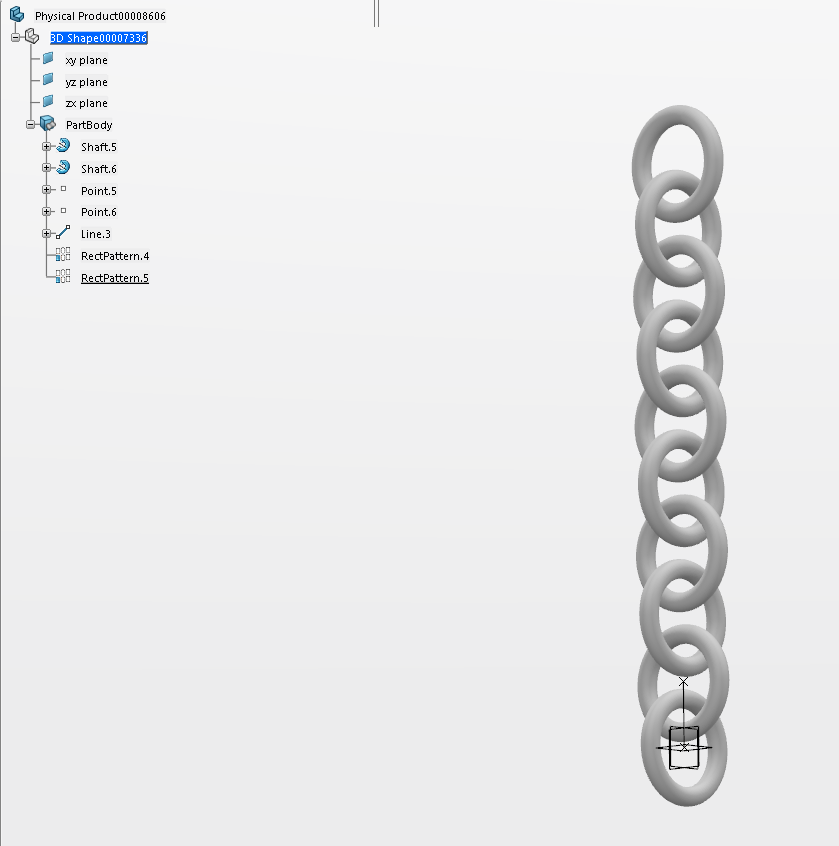 Physical Product00008606
3D Shape00007336
xy plane
yz plane
zx plane
PartBody
Shaft.5
Shaft.6
Point.5
Point.6
Line.3
RectPattern.4
RectPattern.5